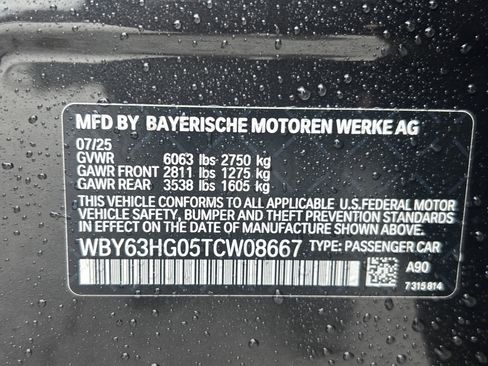 MFD BY BAYERISCHE MOTOREN WERKE AG
07/25
GVWR 6063 lbs 2750 kg
GAWR FRONT 2811 lbs 1275 kg
GAWR REAR 3538 lbs 1605 kg
THIS VEHICLE CONFORMS TO ALL APPLICABLE U.S.FEDERAL MOTOR
VEHICLE SAFETY, BUMPER AND THEFT PREVENTION STANDARDS
IN EFFECT ON THE DATE OF MANUFACTURE SHOWN ABOVE.
WBY63HG05TCW08667 TYPE: PASSENGER CAR
A90
7 315 814